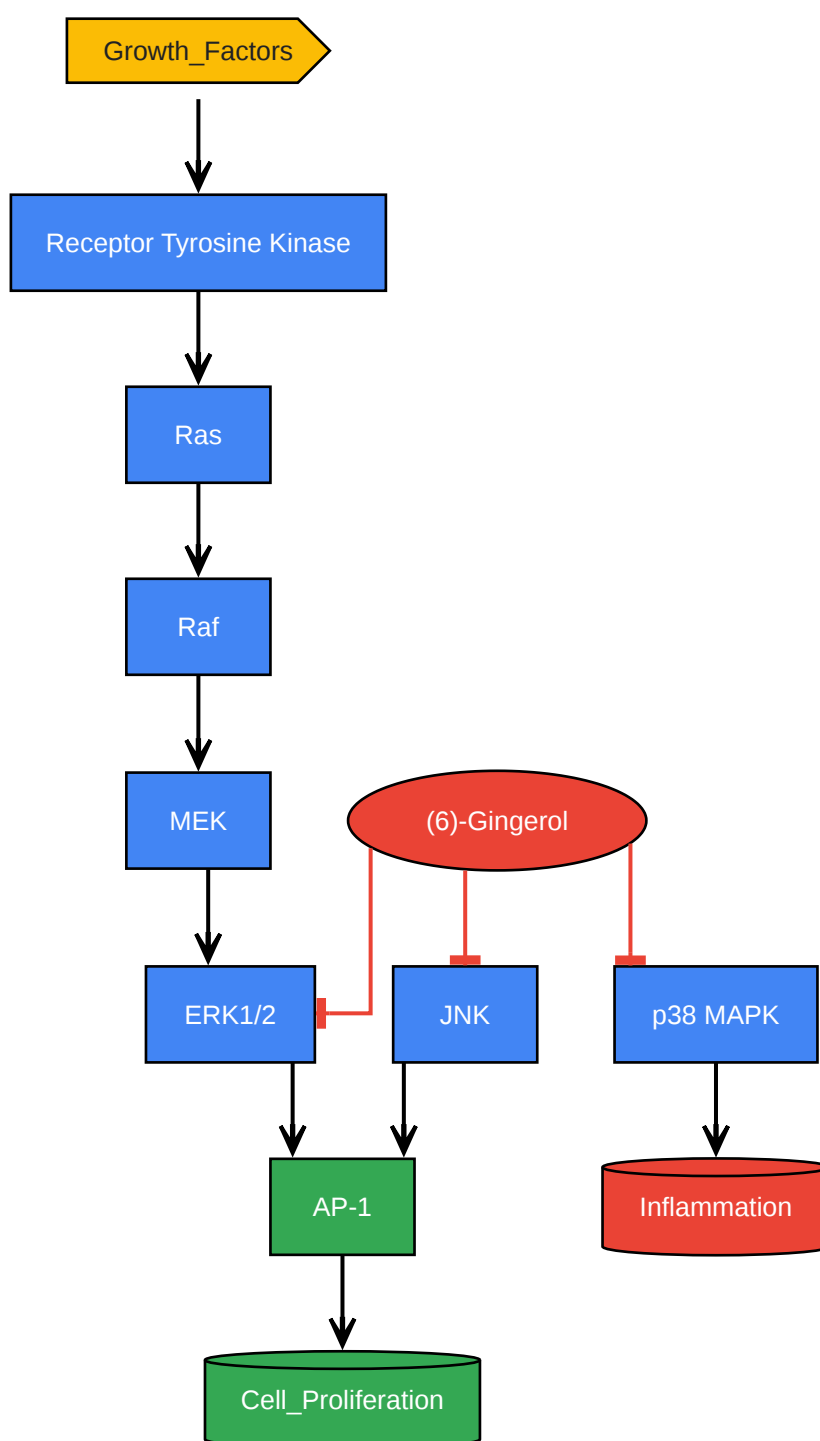 Growth_Factors
Receptor Tyrosine Kinase
Ras
Raf
MEK
(6)-Gingerol
ERK1/2
JNK
p38 MAPK
AP-1
Inflammation
Cell_Proliferation